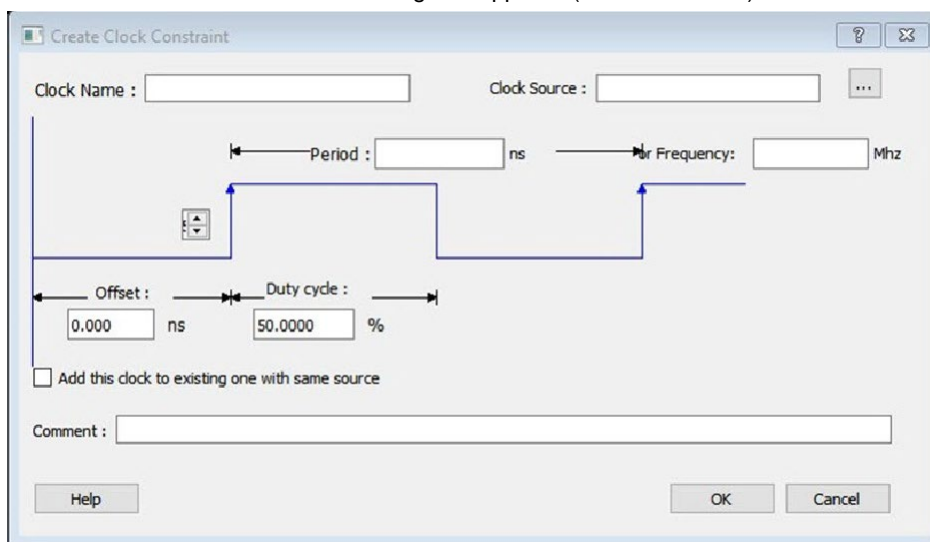 Create Clock Constraint
Clock Name :
Clock Source :
...
Period :
ns
or Frequency:
Mhz
Offset :
Duty cycle :
0.000
ns
50.0000
%
Add this clock to existing one with same source
Comment :
Help
OK
Cancel